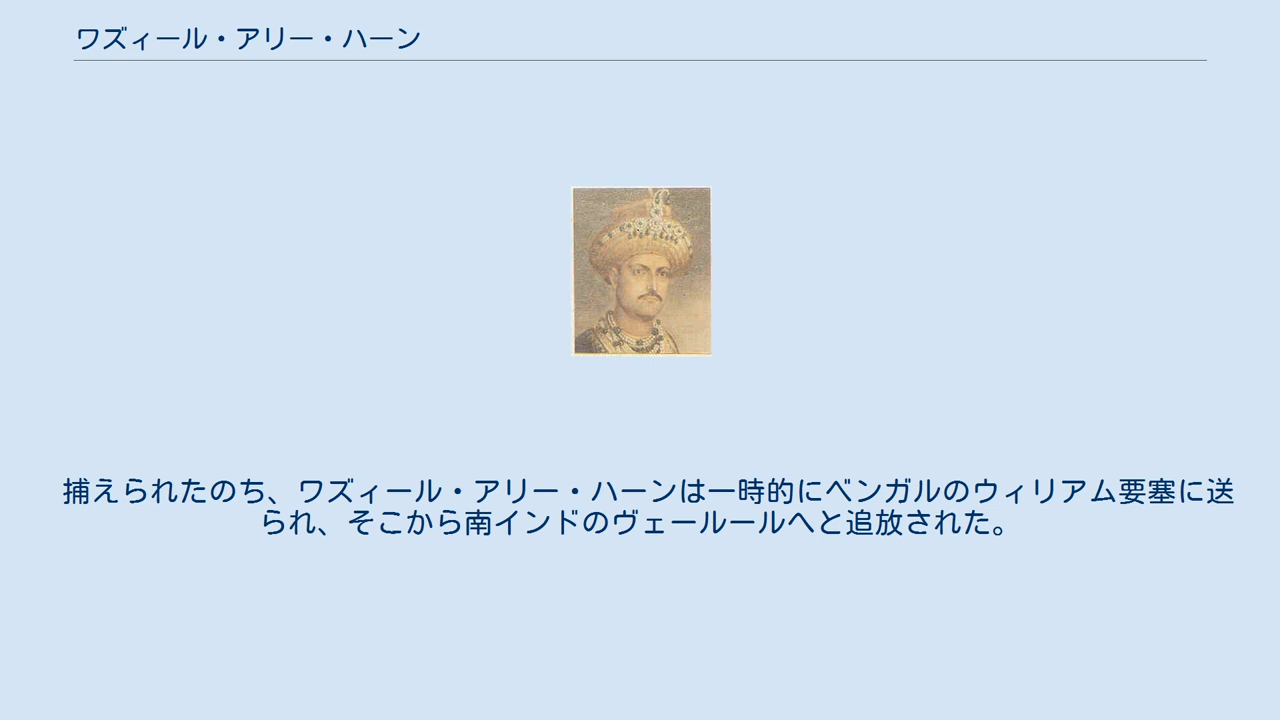 ワズィール・アリー・ハーン
捕えられたのち、ワズィール・アリー・ハーンは一時的にベンガルのウィリアム要塞に送
られ、そこから南インドのヴェールールへと追放された。